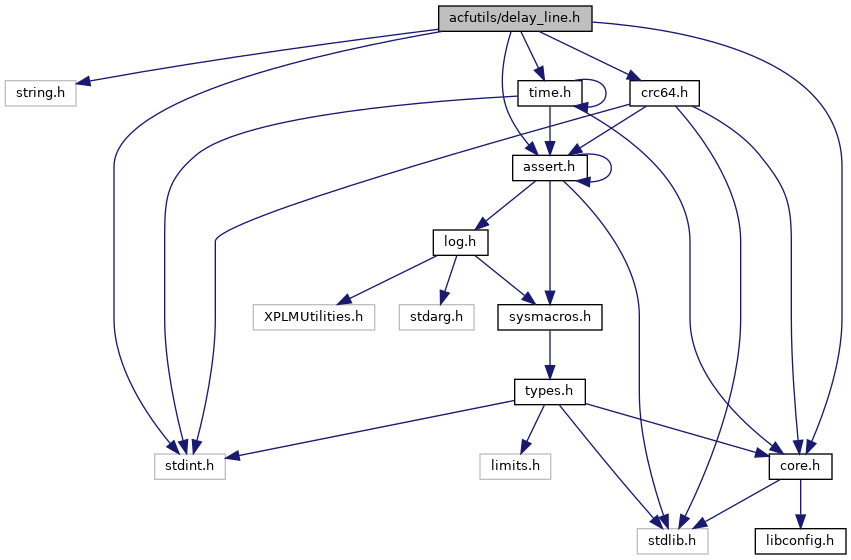 acfutils/delay_line.h
string.h
time.h
crc64.h
assert.h
log.h
XPLMUtilities.h
stdarg.h
sysmacros.h
types.h
stdint.h
limits.h
core.h
stdlib.h
libconfig.h